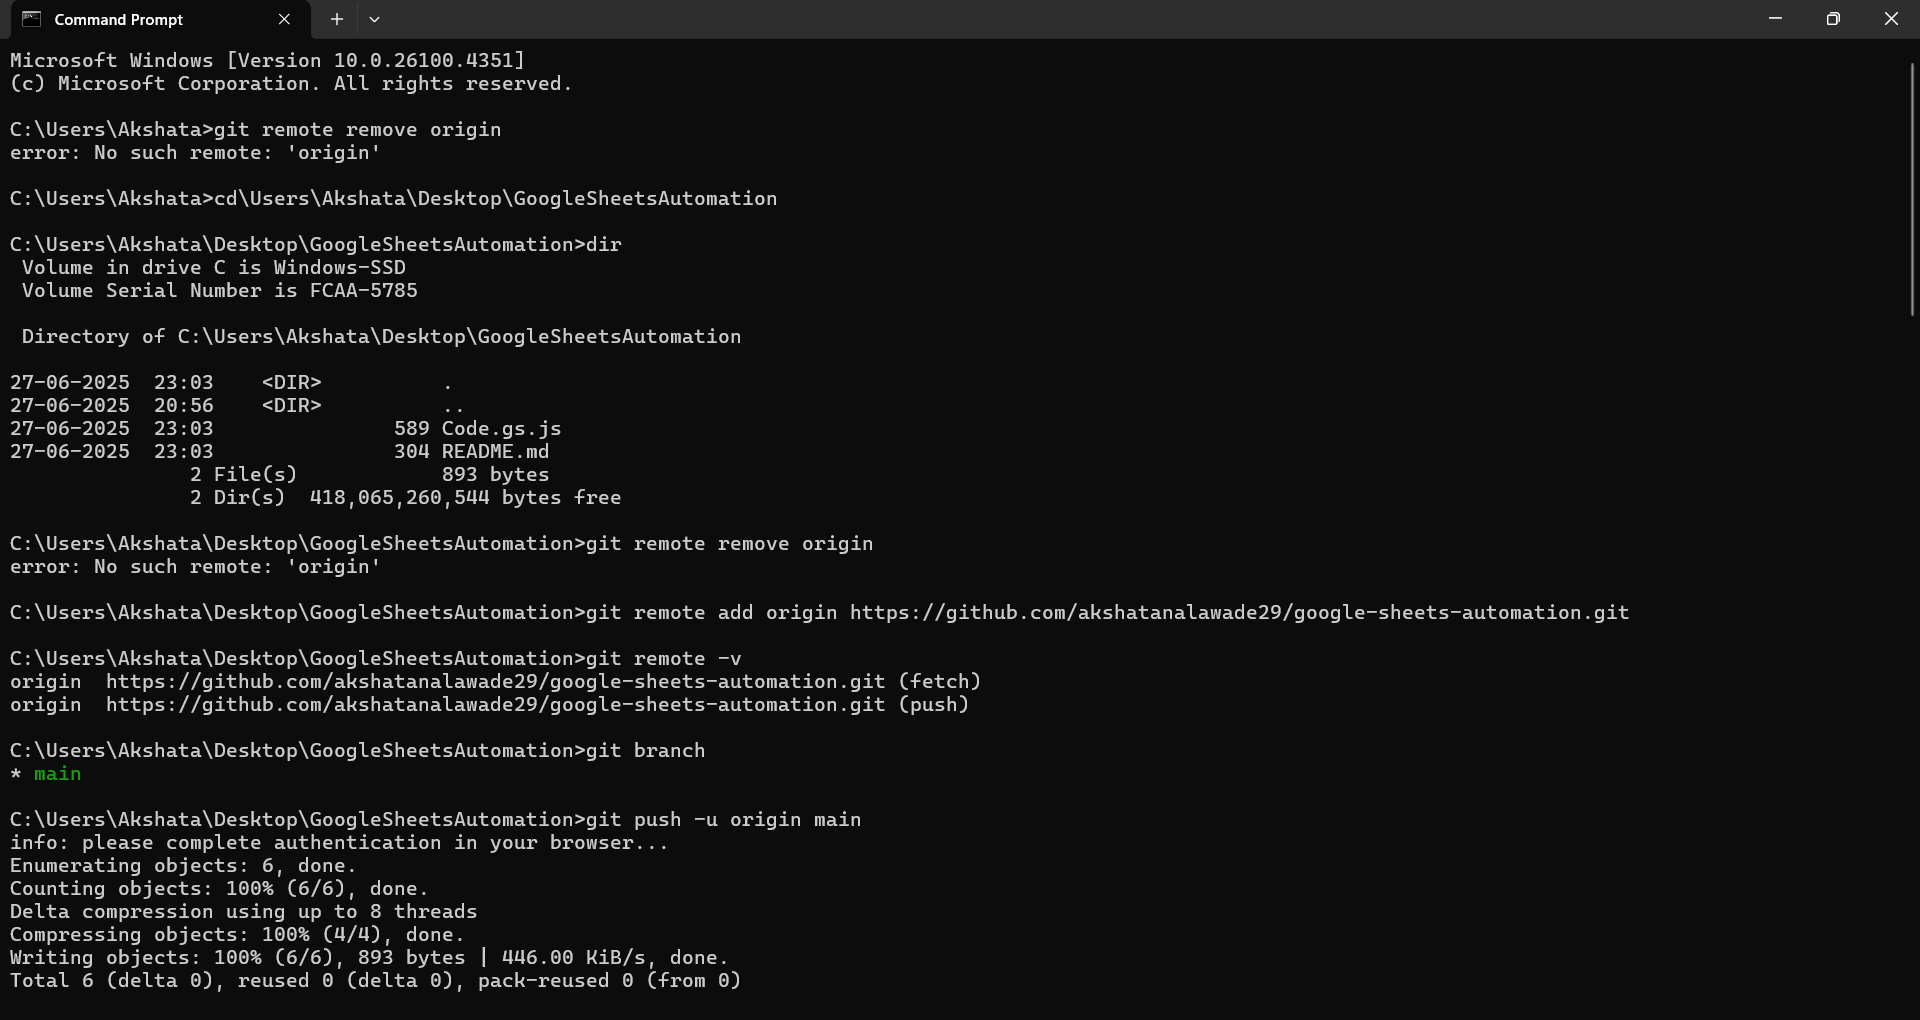 Command Prompt
Microsoft Windows [Version 10.0.26100.4351]
(c) Microsoft Corporation. All rights reserved.
C:\Users\Akshata>git remote remove origin
error: No such remote: 'origin'
C:\Users\Akshata>cd\Users\Akshata\Desktop\GoogleSheetsAutomation
C:\Users\Akshata\Desktop\GoogleSheetsAutomation>dir
 Volume in drive C is Windows-SSD
 Volume Serial Number is FCAA-5785
 Directory of C:\Users\Akshata\Desktop\GoogleSheetsAutomation
27-06-2025  23:03    <DIR>          .
27-06-2025  20:56    <DIR>          ..
27-06-2025  23:03               589 Code.gs.js
27-06-2025  23:03               304 README.md
               2 File(s)            893 bytes
               2 Dir(s)  418,065,260,544 bytes free
C:\Users\Akshata\Desktop\GoogleSheetsAutomation>git remote remove origin
error: No such remote: 'origin'
C:\Users\Akshata\Desktop\GoogleSheetsAutomation>git remote add origin https://github.com/akshatanalawade29/google-sheets-automation.git
C:\Users\Akshata\Desktop\GoogleSheetsAutomation>git remote -v
origin  https://github.com/akshatanalawade29/google-sheets-automation.git (fetch)
origin  https://github.com/akshatanalawade29/google-sheets-automation.git (push)
C:\Users\Akshata\Desktop\GoogleSheetsAutomation>git branch
* main
C:\Users\Akshata\Desktop\GoogleSheetsAutomation>git push -u origin main
info: please complete authentication in your browser...
Enumerating objects: 6, done.
Counting objects: 100% (6/6), done.
Delta compression using up to 8 threads
Compressing objects: 100% (4/4), done.
Writing objects: 100% (6/6), 893 bytes | 446.00 KiB/s, done.
Total 6 (delta 0), reused 0 (delta 0), pack-reused 0 (from 0)